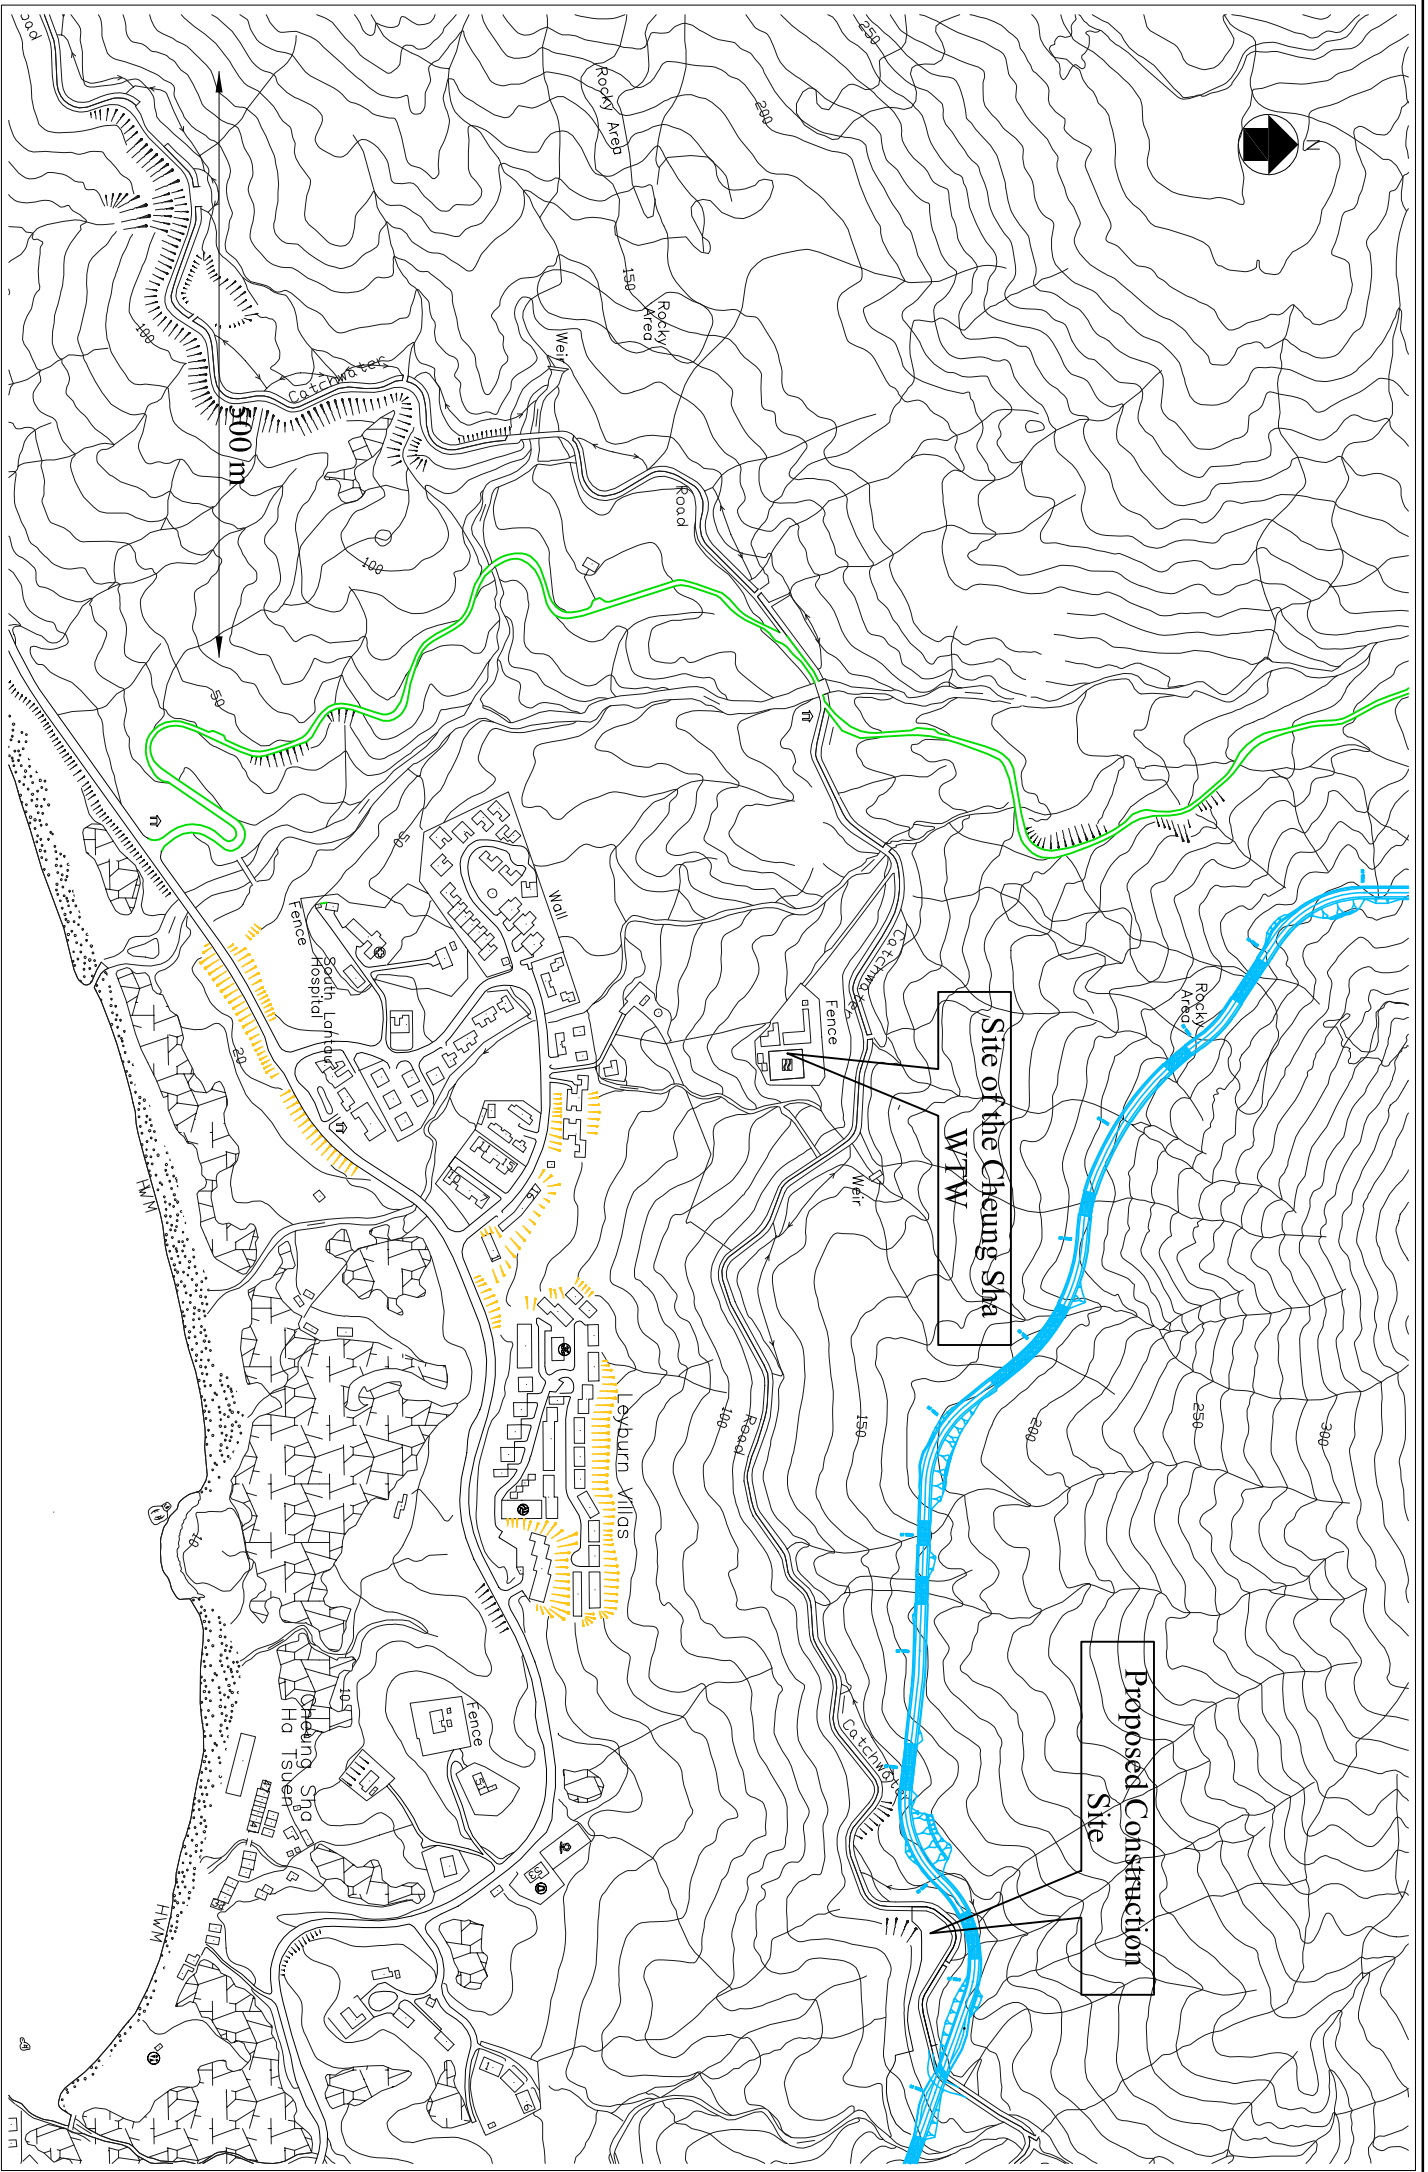 N
250
200
Rocky Area
150
Rocky
Area
Weir
Catchwater
100
500 m
Road
100
50
50
Wall
Fence
South Lantau
Hospital
20
Catchwater
Fence
Rocky
Area
Site of the Cheung Sha
WTW
Weir
HWM
Leyburn Villas
100
Road
150
200
250
300
10
10
Cheung Sha
Ha Tsuen
Fence
Proposed Construction
Site
HWM